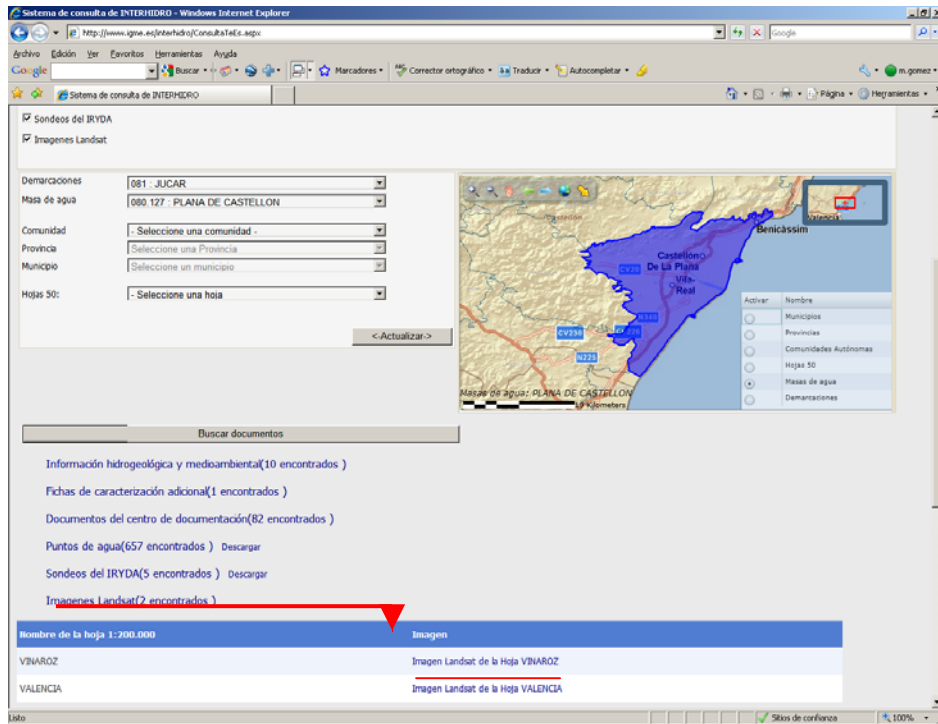 Sistema de consulta de INTERHIDRO - Windows Internet Explorer
http://www.igme.es/interhidro/ConsultaTeEs.aspx
Google
Archivo Edición Ver Favoritos Herramientas Ayuda
Google Buscar Marcadores Corrector ortográfico Traducir Autocompletar m.gomez
Sistema de consulta de INTERHIDRO
Página Herramientas
Sondeos del IRYDA
Imagenes Landsat
Demarcaciones 081 : JUCAR
Masa de agua 080.127 : PLANA DE CASTELLON
Comunidad - Seleccione una comunidad -
Provincia Seleccione una Provincia
Municipio Seleccione un municipio
Hojas 50: - Seleccione una hoja
<-Actualizar->
Castellón
Valencia
Benicàssim
Castellón
De La Plana
CV20
Vila-
Real
N340
CV230
CV226
N225
Masas de agua: PLANA DE CASTELLON
19 Kilometers
Activar Nombre
Municipios
Provincias
Comunidades Autónomas
Hojas 50
Masas de agua
Demarcaciones
Buscar documentos
Información hidrogeológica y medioambiental(10 encontrados )
Fichas de caracterización adicional(1 encontrados )
Documentos del centro de documentación(82 encontrados )
Puntos de agua(657 encontrados ) Descargar
Sondeos del IRYDA(5 encontrados ) Descargar
Imagenes Landsat(2 encontrados )
Nombre de la hoja 1:200.000 Imagen
VINAROZ Imagen Landsat de la Hoja VINAROZ
VALENCIA Imagen Landsat de la Hoja VALENCIA
Listo Sitios de confianza 100%